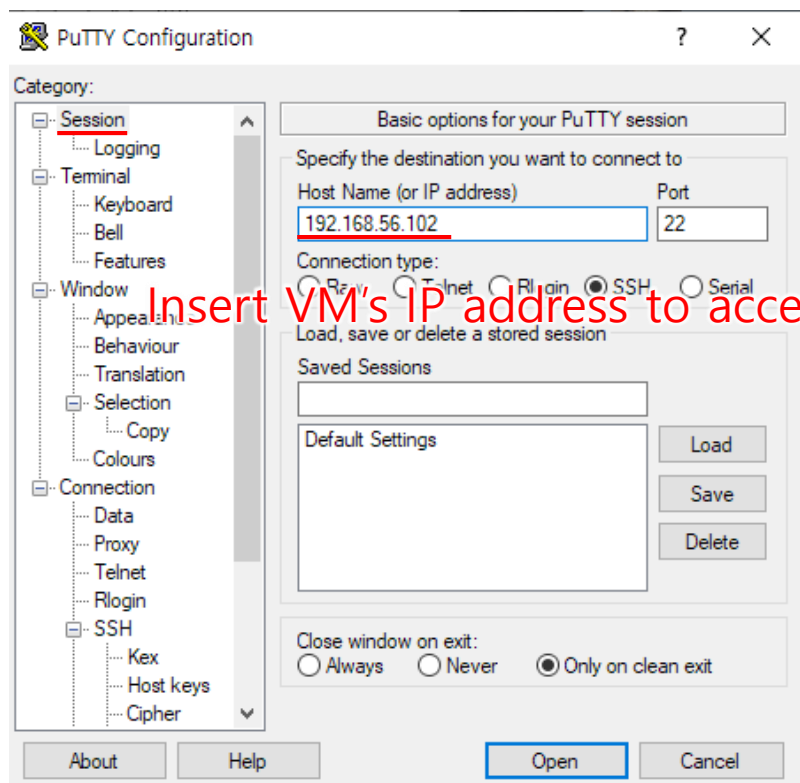 PuTTY Configuration
?
Category:
Session
Logging
Terminal
Keyboard
Bell
Features
Window
Behaviour
Translation
Selection
Copy
Colours
Connection
Data
Proxy
Telnet
Rlogin
SSH
Kex
Host keys
Cipher
Basic options for your PuTTY session
Specify the destination you want to connect to
Host Name (or IP address) Port
192.168.56.102 22
Connection type:
Raw Telnet Rlogin SSH Serial
Insert VM's IP address to acce
Load, save or delete a stored session
Saved Sessions
Default Settings
Load
Save
Delete
Close window on exit:
Always Never Only on clean exit
About Help Open Cancel